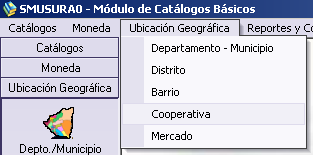 SMUSURA0 - Módulo de Catálogos Básicos
Catálogos Moneda Ubicación Geográfica Reportes y Co
Catálogos
Moneda
Ubicación Geográfica
Depto./Municipio
Departamento - Municipio
Distrito
Barrio
Cooperativa
Mercado